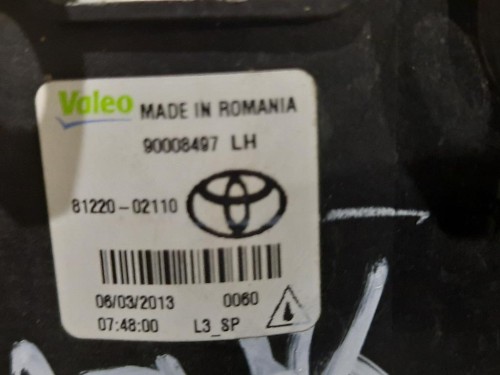 Valeo MADE IN ROMANIA
90008497 LH
81220-02110
06/03/2013 0060
07:48:00 L3_SP